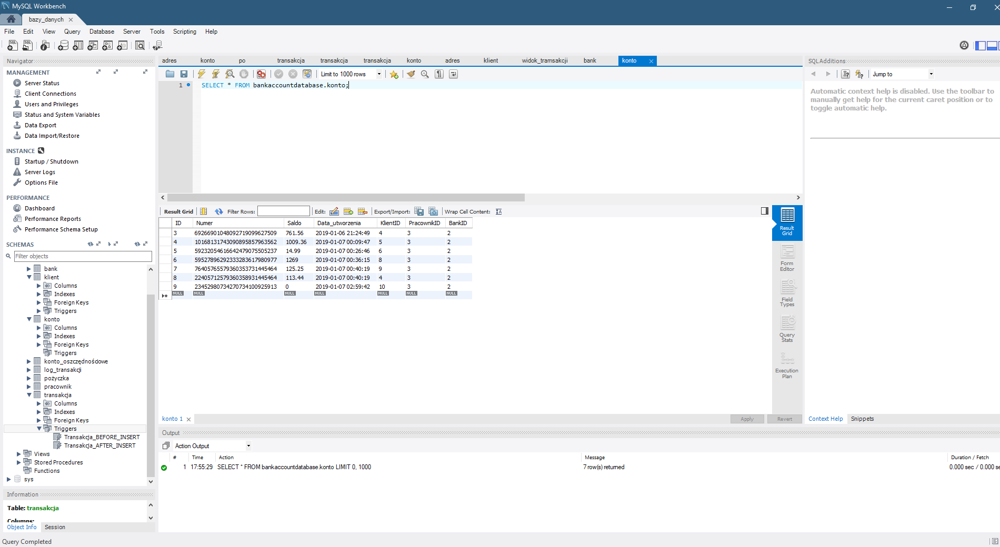 MySQL Workbench
bazy_danych
File Edit View Query Database Server Tools Scripting Help
Navigator
MANAGEMENT
Server Status
Client Connections
Users and Privileges
Status and System Variables
Data Export
Data Import/Restore
INSTANCE
Startup / Shutdown
Server Logs
Options File
PERFORMANCE
Dashboard
Performance Reports
Performance Schema Setup
SCHEMAS
Filter objects
bank
klient
Columns
Indexes
Foreign Keys
Triggers
konto
Columns
Indexes
Foreign Keys
Triggers
konto_oszczędnościowe
log_transakcji
pożyczka
pracownik
transakcja
Columns
Indexes
Foreign Keys
Triggers
Transakcja_BEFORE_INSERT
Transakcja_AFTER_INSERT
Views
Stored Procedures
Functions
sys
Information
Table: transakcja
Columns:
Object Info Session
adres konto po transakcja transakcja transakcja konto adres klient widok_tramsakcji bank konto
Limit to 1000 rows
1 SELECT * FROM bankaccountdatabase.konto;
Result Grid Filter Rows: Edit: Export/Import: Wrap Cell Content:
ID Numer Saldo Data_utworzenia KlientID PracownikID BankID
3 69266901048092719099627509 761.56 2019-01-06 21:24:49 4 3 2
4 10168131743090895857963562 1009.36 2019-01-07 00:09:47 5 3 2
5 59232054616642479075505237 14.99 2019-01-07 00:26:46 6 3 2
6 59527896292333283617980977 1269 2019-01-07 00:36:15 8 3 2
7 76405765579360353731445464 125.25 2019-01-07 00:40:19 9 3 2
8 22405712579360358931445464 113.44 2019-01-07 00:40:19 4 3 2
9 23452980734270734100925913 0 2019-01-07 02:59:42 10 3 2
NULL NULL NULL NULL NULL NULL NULL
Result Grid
Form Editor
Field Types
Query Stats
Execution Plan
konto 1
Apply Revert
Output
Action Output
# Time Action Message Duration / Fetch
1 17:55:29 SELECT * FROM bankaccountdatabase.konto LIMIT 0, 1000 7 row(s) returned 0.000 sec / 0.000 se
SQLAdditions
Jump to
Automatic context help is disabled. Use the toolbar to
manually get help for the current caret position or to
toggle automatic help.
Context Help Snippets
Query Completed